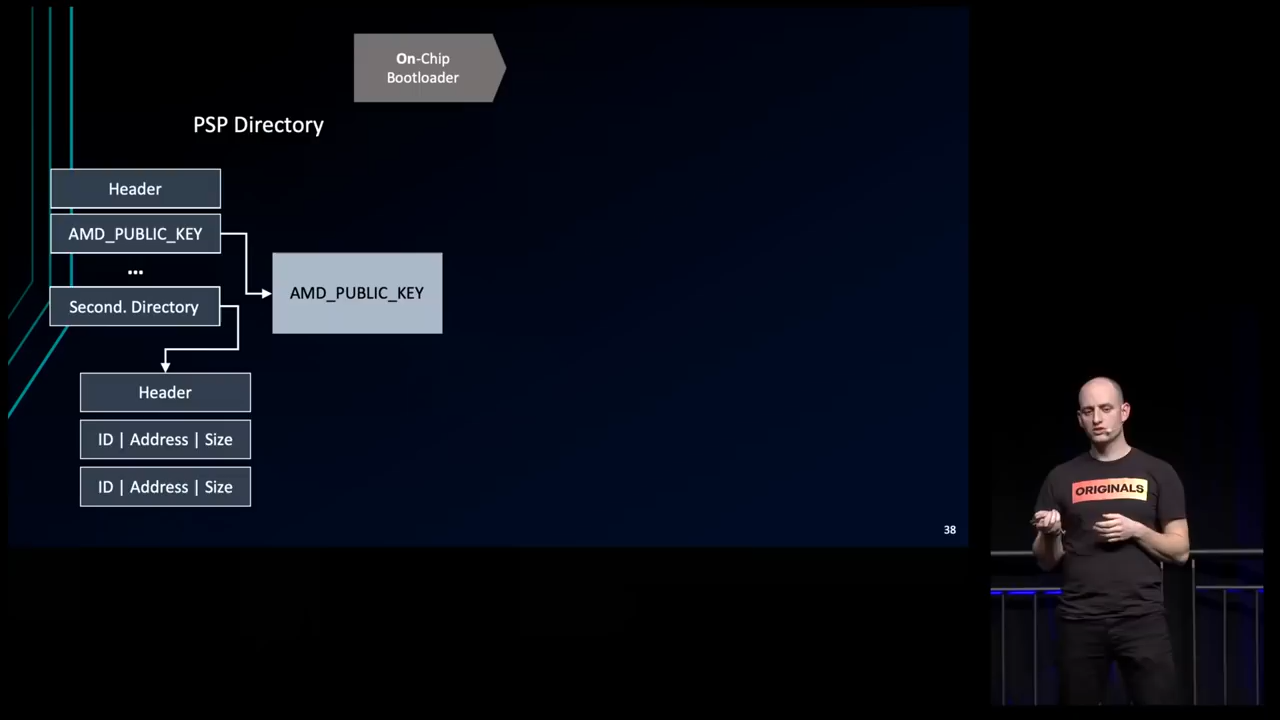 On-Chip
Bootloader
PSP Directory
Header
AMD_PUBLIC_KEY
...
AMD_PUBLIC_KEY
Second. Directory
Header
ID | Address | Size
ID | Address | Size
ORIGINALS
38